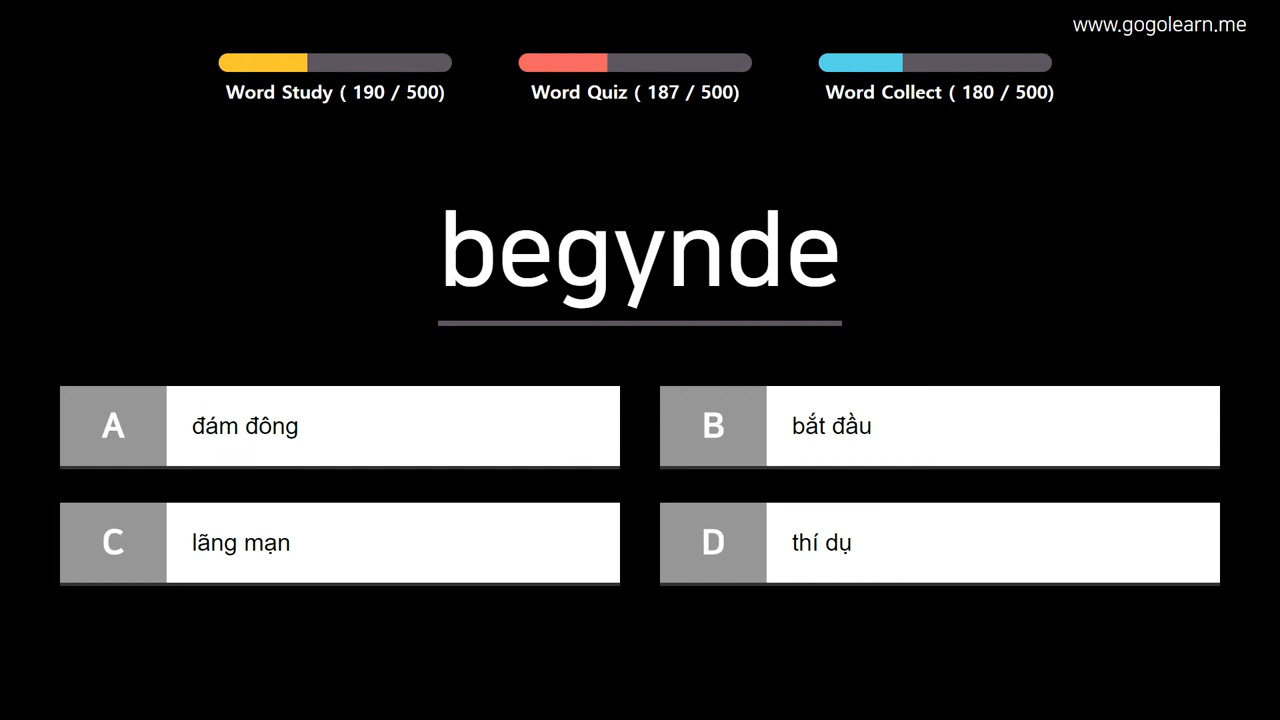 www.gogolearn.me
Word Study ( 190 / 500)
Word Quiz ( 187 / 500)
Word Collect ( 180 / 500)
begynde
A
đám đông
B
bắt đầu
C
lãng mạn
D
thí dụ